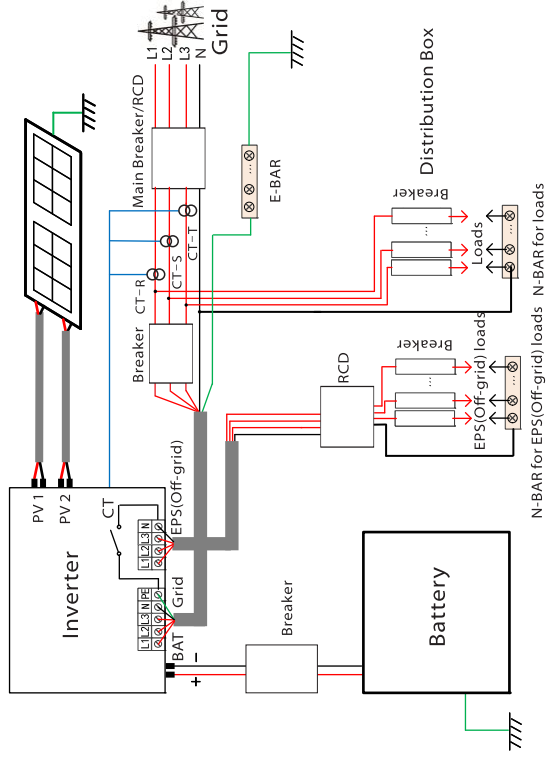 Grid
L1
L2
L3
N
Main Breaker/RCD
E-BAR
Distribution Box
CT-R
CT-S
CT-T
Breaker
Breaker
...
Loads
N-BAR for loads
...
...
RCD
Breaker
...
EPS(Off-grid) loads
...
N-BAR for EPS(Off-grid) loads
PV 1
PV 2
CT
Inverter
EPS(Off-grid)
L1 L2 L3 N
Grid
L1 L2 L3 N PE
BAT
+ −
Breaker
Battery